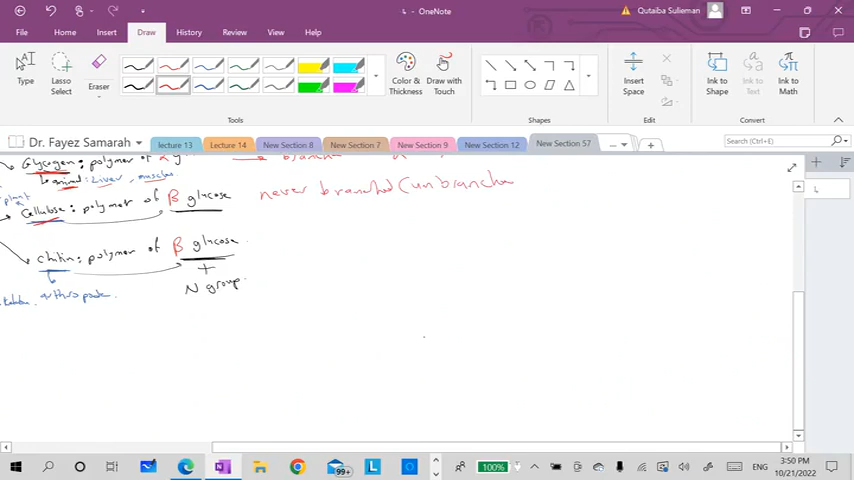 OneNote
Qutaiba Sulieman
File Home Insert Draw History Review View Help Share
Type
Lasso Select
Eraser
Color & Thickness
Draw with Touch
Insert Space
Ink to Shape
Ink to Text
Ink to Math
Tools Shapes Edit Convert
Dr. Fayez Samarah lecture 13 Lecture 14 New Section 8 New Section 7 New Section 9 New Section 12 New Section 57 Search (Ctrl+E)
Glycogen: polymer of
animal: Liver, muscles
plant
Cellulose: polymer of β glucose never branched (unbranche
chitin: polymer of β glucose
+
N group
arthropode
99+ L 100% ENG 3:50 PM
10/21/2022